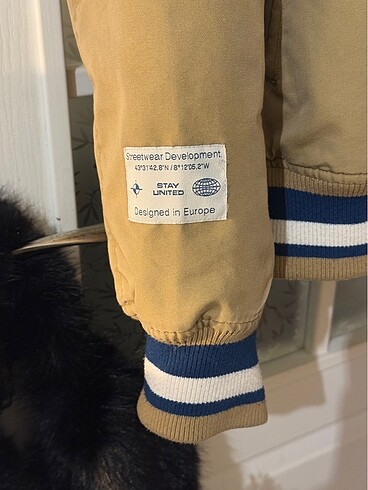 Streetwear Development
43°31'42,8"N / 8°12'05,2"W
STAY
UNITED
Designed in Europe